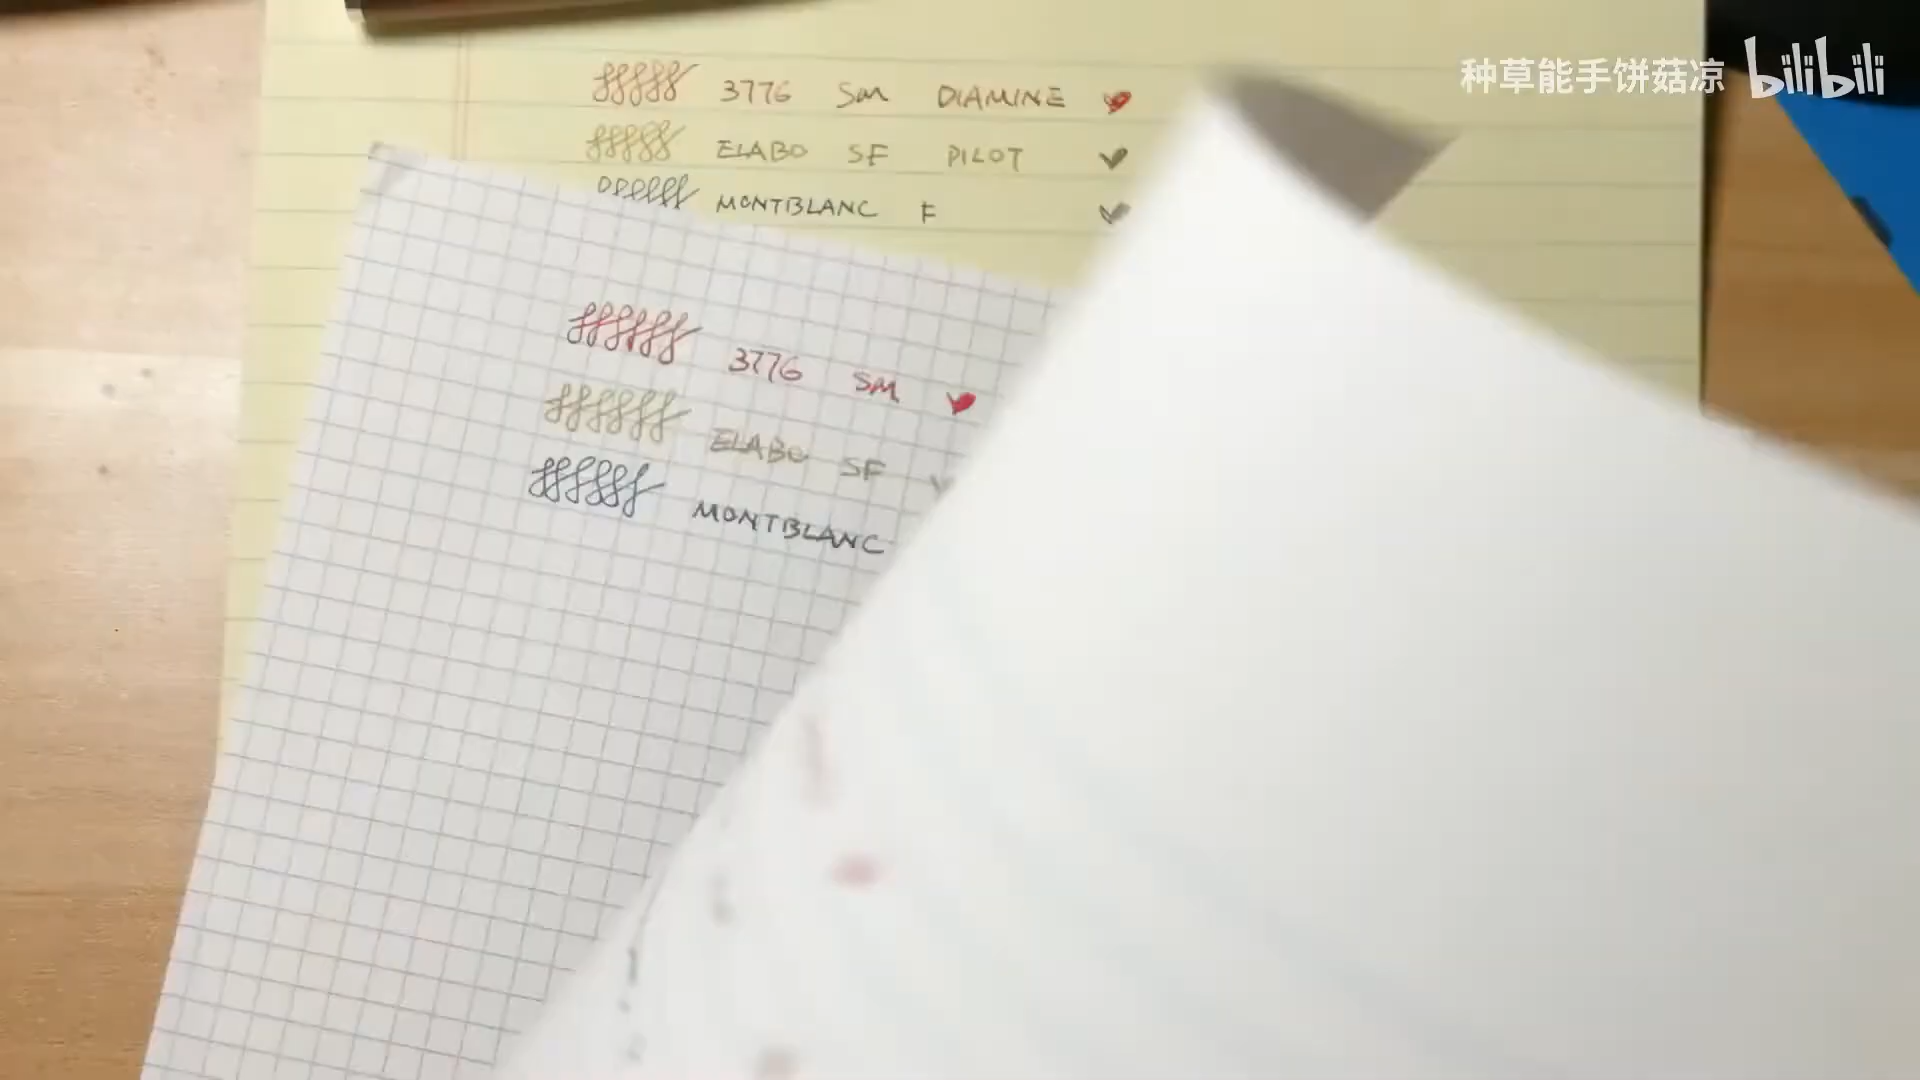 种草能手饼菇凉 bilibili
3776 SM DIAMINE
ELABO SF PILOT
MONTBLANC F
3776 SM
ELABO SF
MONTBLANC